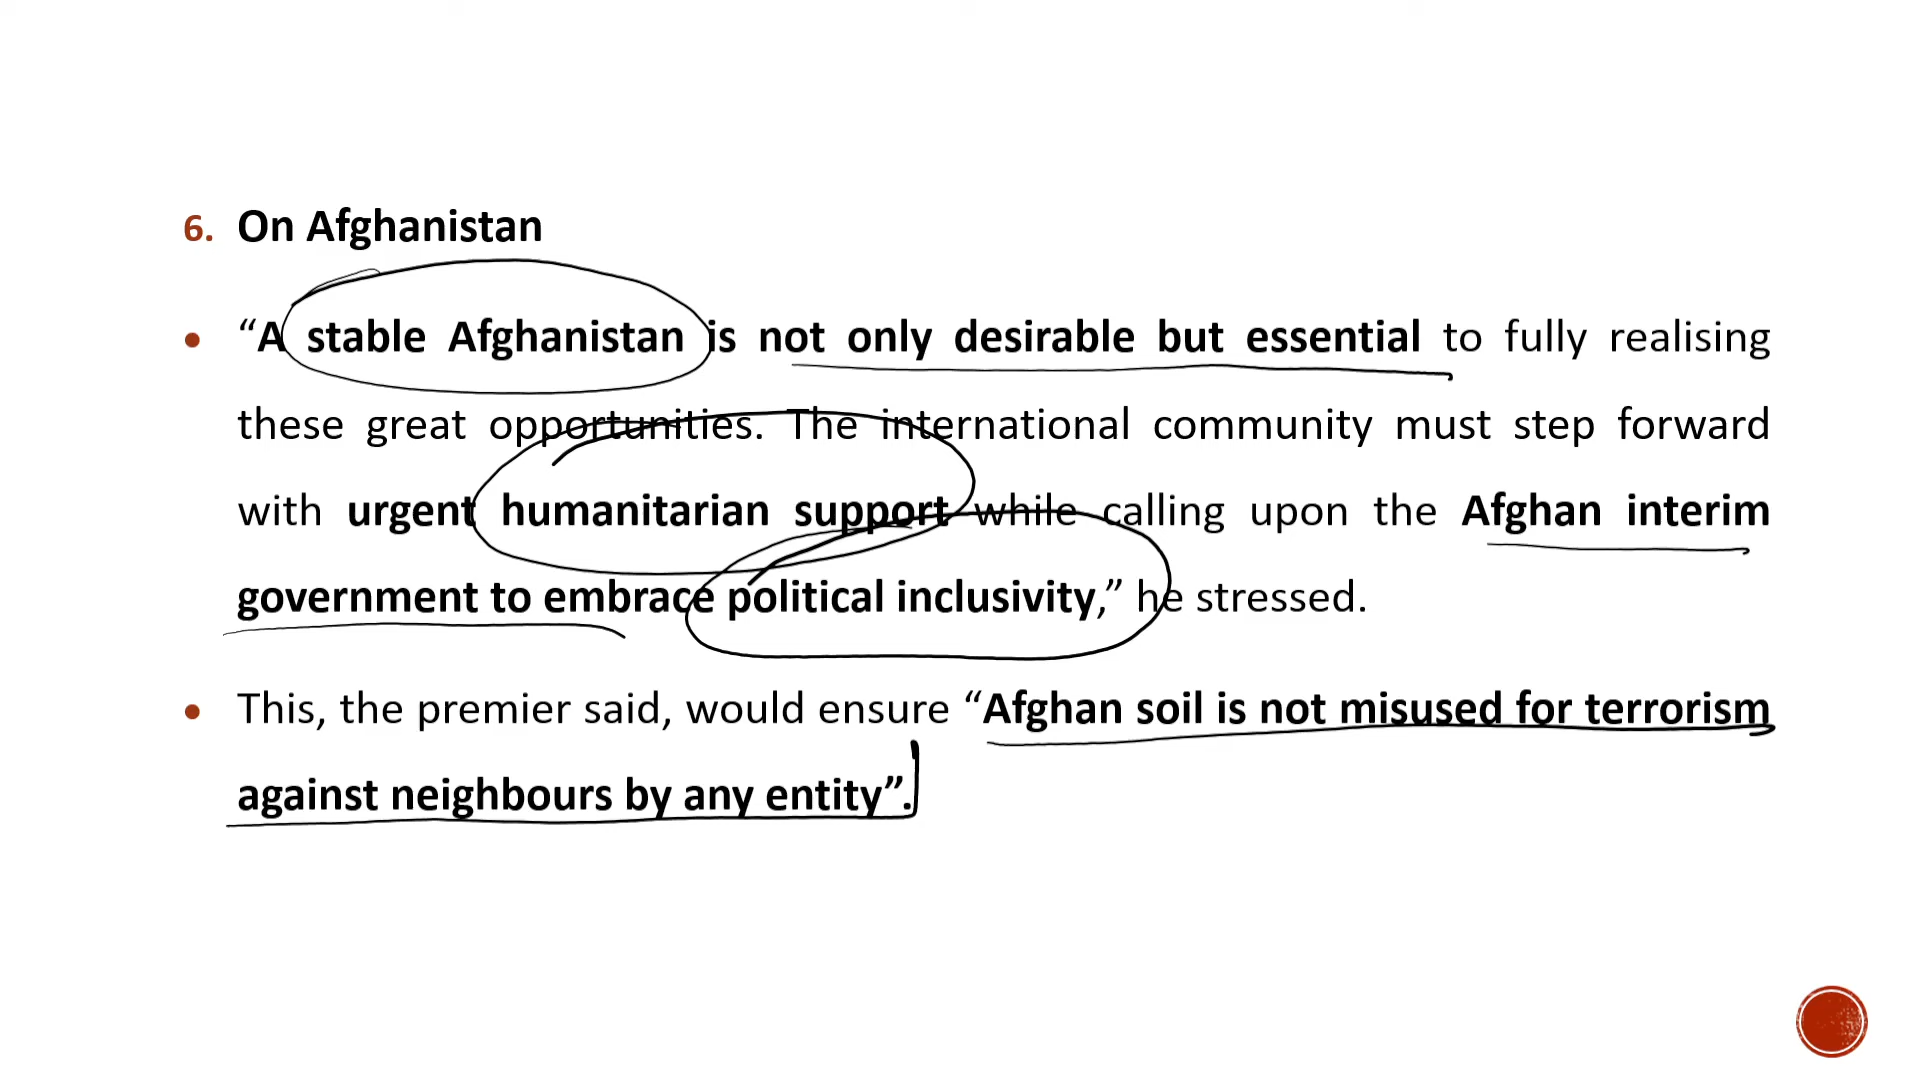 6. On Afghanistan
• “A stable Afghanistan is not only desirable but essential to fully realising
these great opportunities. The international community must step forward
with urgent humanitarian support while calling upon the Afghan interim
government to embrace political inclusivity,” he stressed.
• This, the premier said, would ensure “Afghan soil is not misused for terrorism
against neighbours by any entity”.